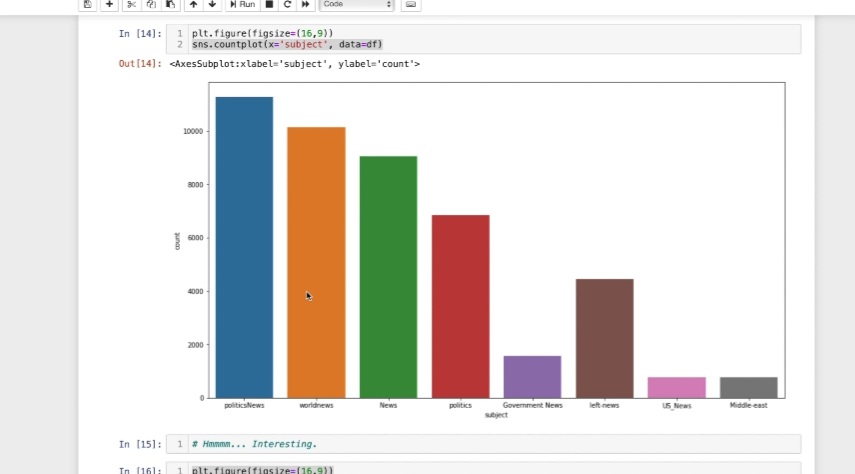 Run
Code
In [14]:
1 plt.figure(figsize=(16,9))
2 sns.countplot(x='subject', data=df)
Out[14]: <AxesSubplot:xlabel='subject', ylabel='count'>
10000
8000
6000
4000
2000
0
count
politicsNews worldnews News politics Government News left-news US_News Middle-east
subject
In [15]: 1 # Hmmmm... Interesting.
In [16]: 1 plt.figure(figsize=(16,9))